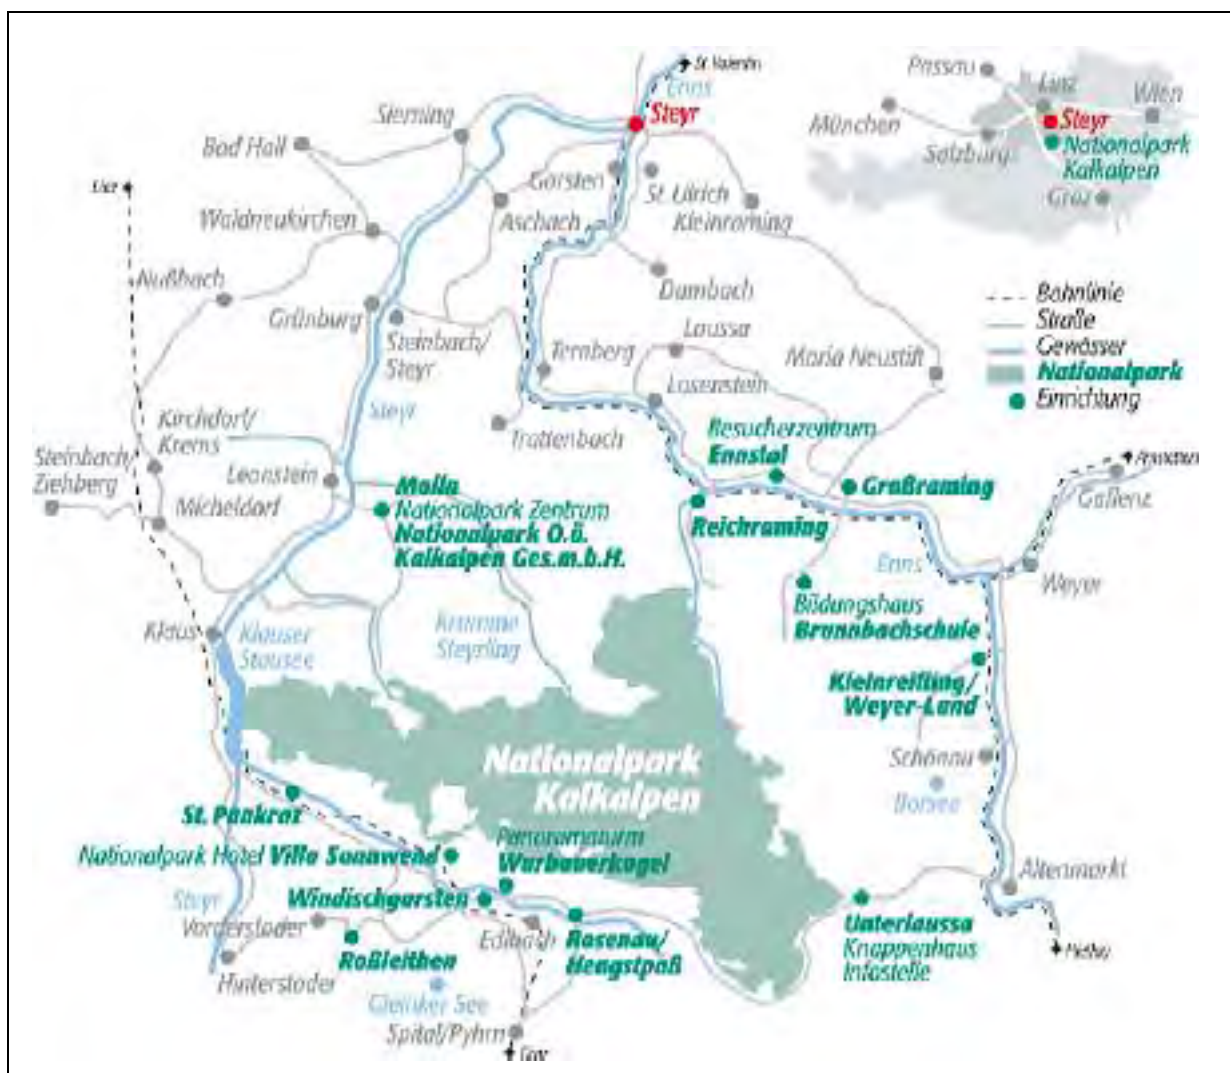 Enns
Steyr
Sierning
Bad Hall
Garsten
St. Ulrich
Kleinraming
Aschach
Waldneukirchen
Nußbach
Dambach
Grünburg
Steinbach/
Steyr
Ternberg
Laussa
Maria Neustift
Losenstein
Steyr
Trattenbach
Kirchdorf/
Krems
Steinbach/
Ziehberg
Leonstein
Micheldorf
Molln
Nationalpark Zentrum
Nationalpark O.ö.
Kalkalpen Ges.m.b.H.
Besucherzentrum
Ennstal
Großraming
Reichraming
Gaflenz
Enns
Weyer
Bildungshaus
Brunnbachschule
Klaus
Klauser
Stausee
Krumme
Steyrling
Kleinreifling/
Weyer-Land
Schönau
Borsee
Nationalpark
Kalkalpen
St. Pankraz
Nationalpark Hotel Villa Sonnwend
Panoramaturm
Wurbauerkogel
Windischgarsten
Steyr
Vorderstoder
Hinterstoder
Roßleithen
Gleinker See
Edlbach
Rosenau/
Hengstpaß
Spital/Pyhrn
Graz
Unterlaussa
Knappenhaus
Infostelle
Altenmarkt
Passau
Linz
Wien
München
Steyr
Salzburg
Nationalpark
Kalkalpen
Graz
Bahnlinie
Straße
Gewässer
Nationalpark
Einrichtung